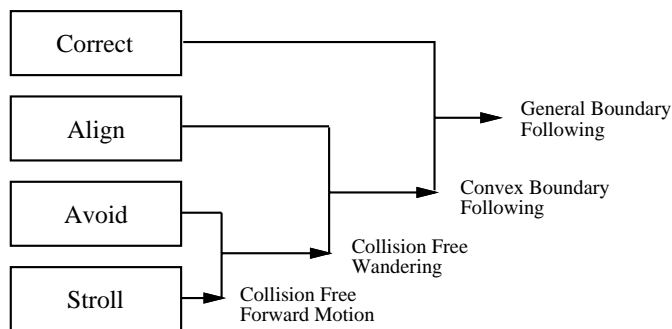 Correct
General Boundary
Following
Align
Convex Boundary
Following
Avoid
Collision Free
Wandering
Stroll
Collision Free
Forward Motion